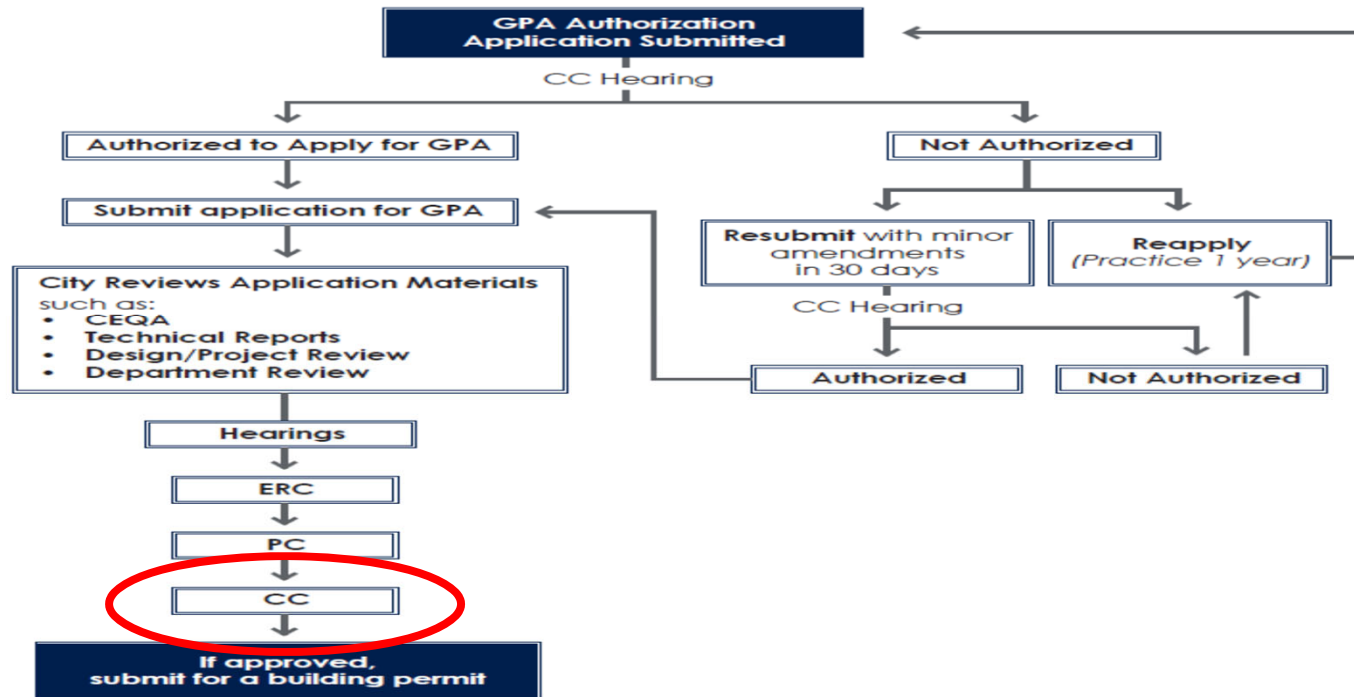 GPA Authorization
Application Submitted
CC Hearing
Authorized to Apply for GPA
Not Authorized
Submit application for GPA
Resubmit with minor
amendments
in 30 days
Reapply
(Practice 1 year)
City Reviews Application Materials
such as:
• CEQA
• Technical Reports
• Design/Project Review
• Department Review
CC Hearing
Authorized
Not Authorized
Hearings
ERC
PC
CC
If approved,
submit for a building permit